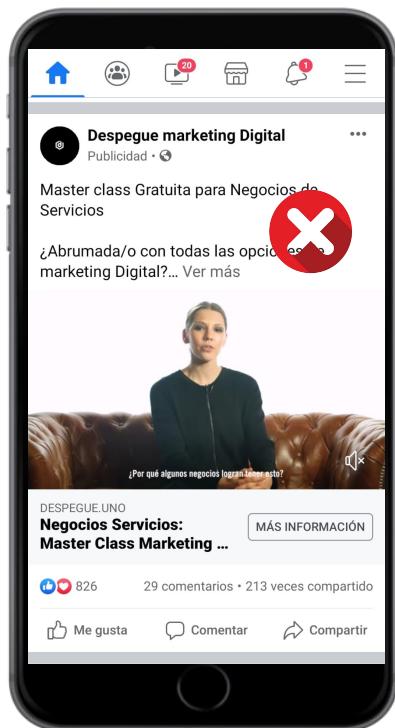 20
1
Despegue marketing Digital
Publicidad
Master class Gratuita para Negocios de
Servicios
¿Abrumada/o con todas las
marketing Digital?... Ver más
¿Por qué algunos negocios logran tener esto?
DESPEGUE.UNO
Negocios Servicios:
Master Class Marketing ...
MÁS INFORMACIÓN
826
29 comentarios • 213 veces compartido
Me gusta
Comentar
Compartir